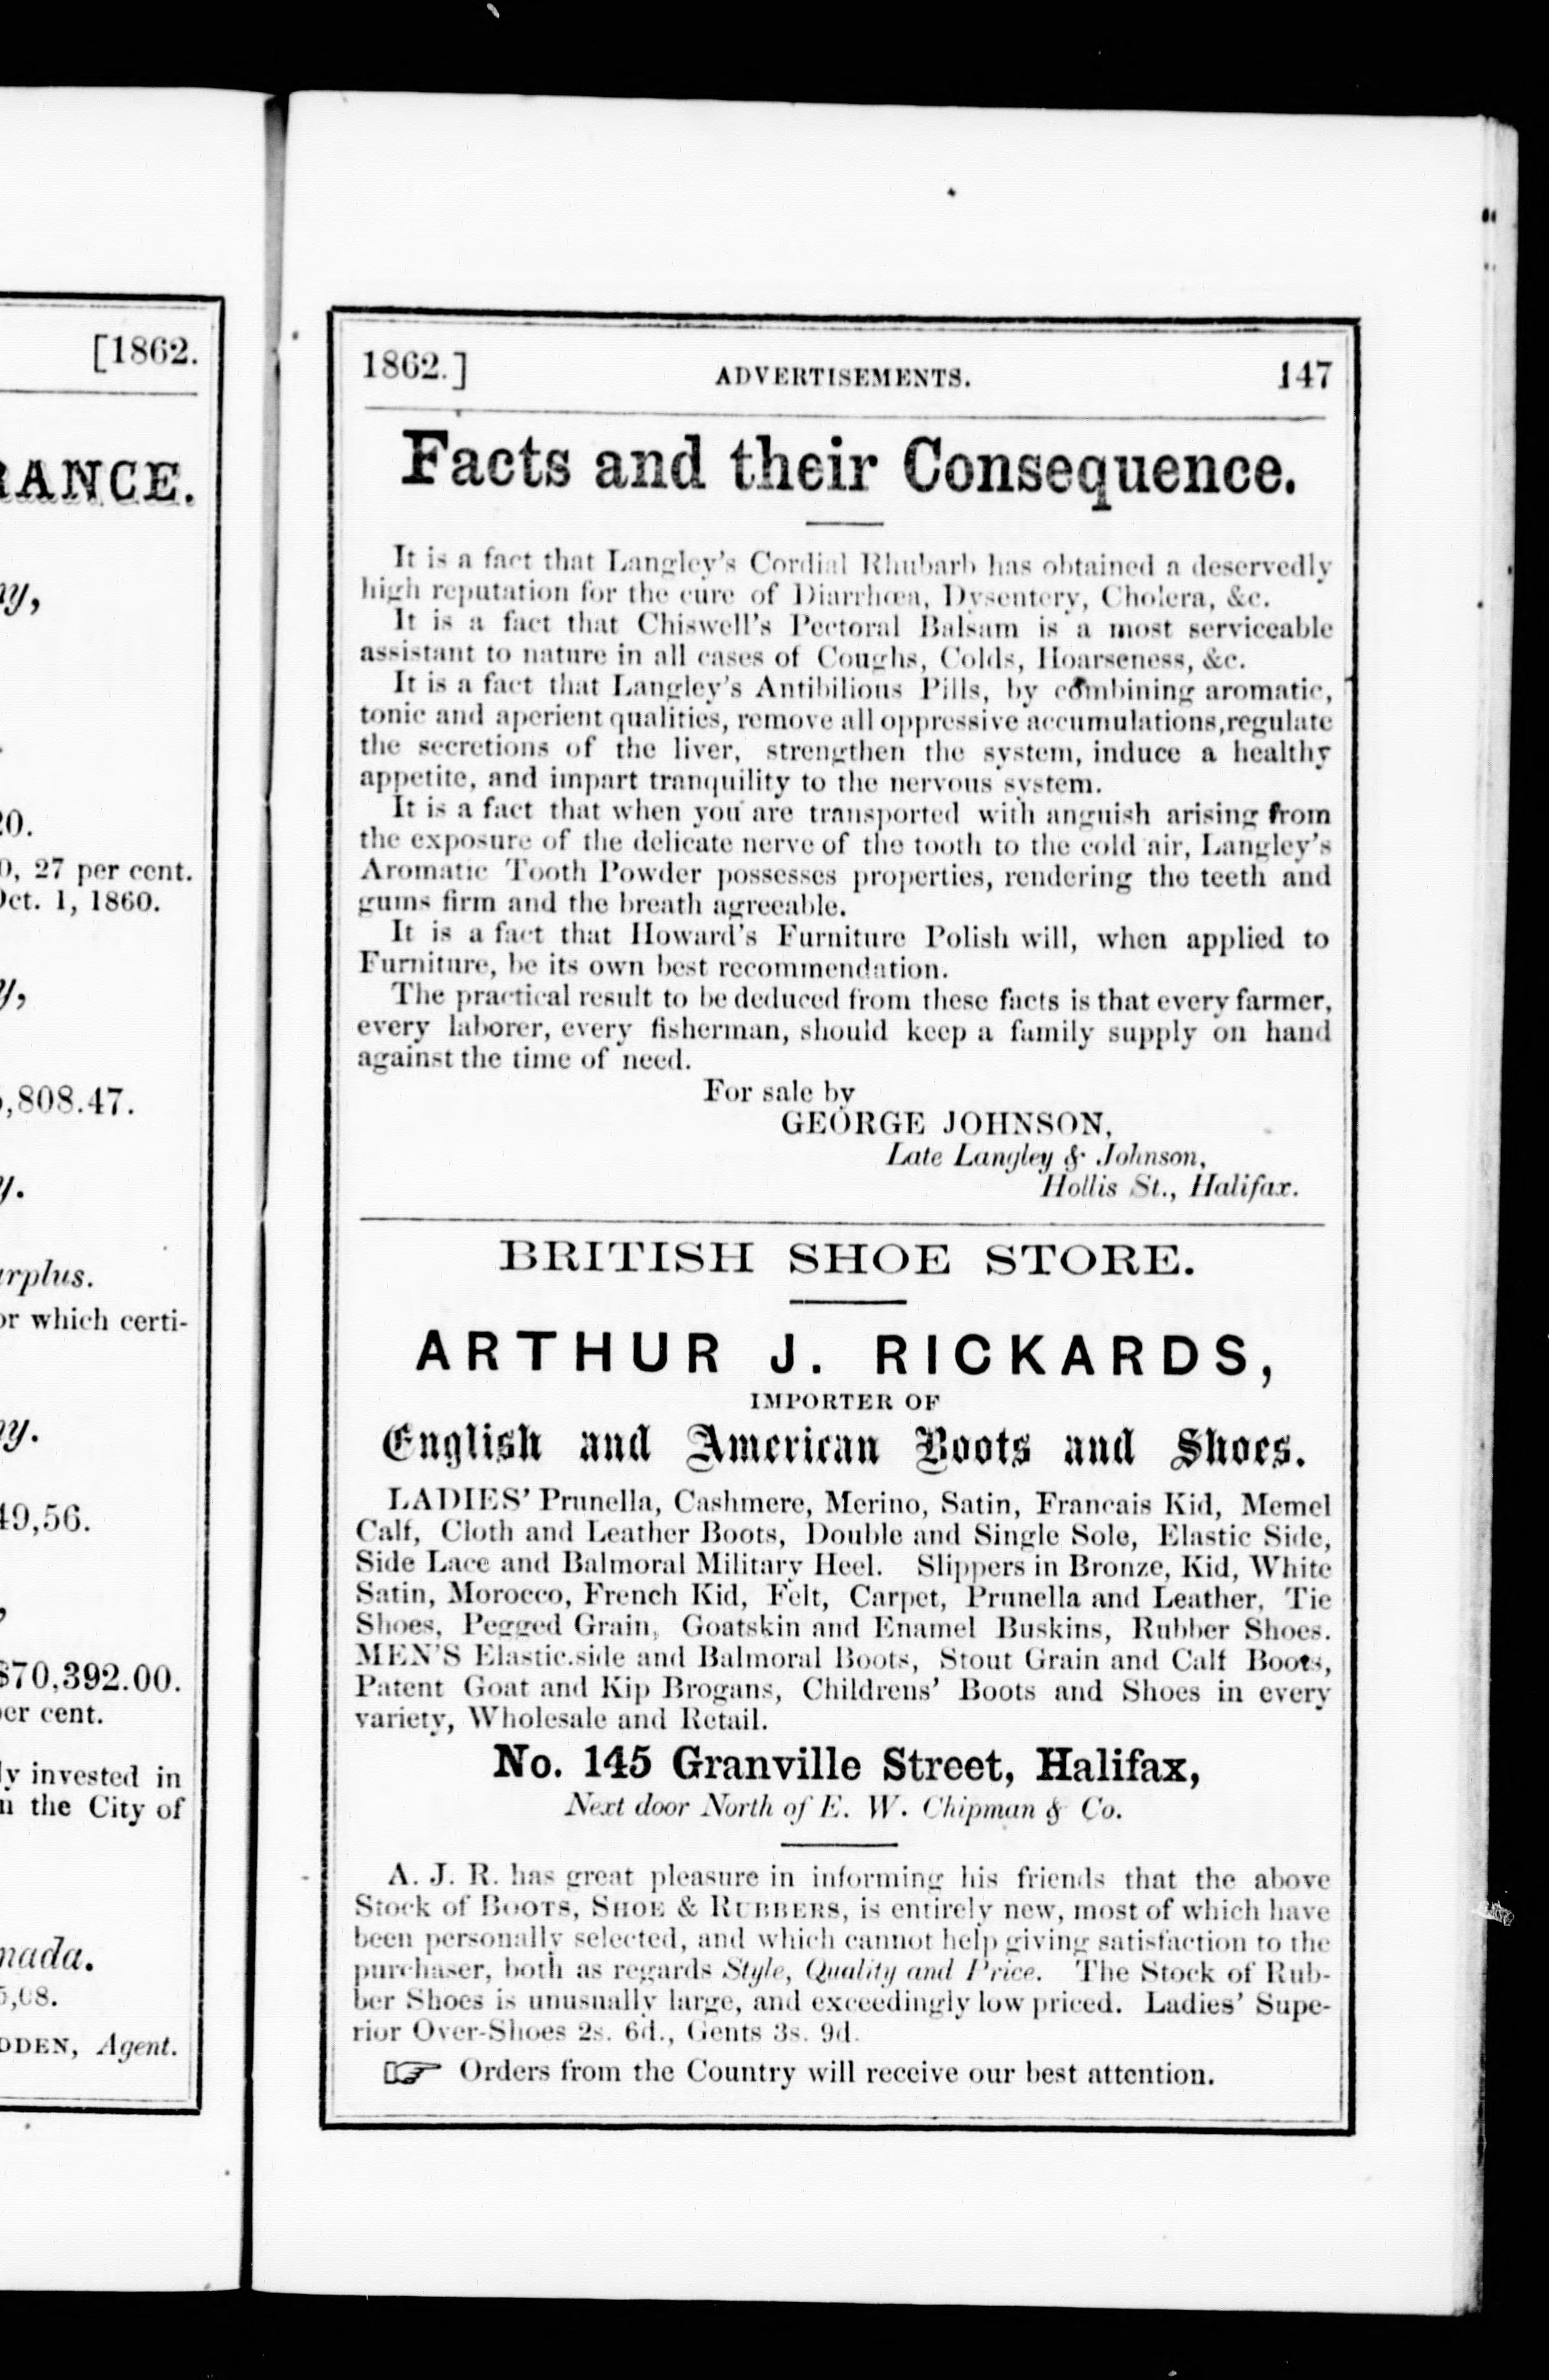 [1862.
RANCE.
ny,
20.
0, 27 per cent.
Oct. 1, 1860.
y,
,808.47.
y.
urplus.
or which certi-
ny.
49,56.
$70,392.00.
per cent.
ly invested in
n the City of
nada.
5,08.
DDEN, Agent.
1862.] ADVERTISEMENTS. 147
Facts and their Consequence.
It is a fact that Langley's Cordial Rhubarb has obtained a deservedly
high reputation for the cure of Diarrhœa, Dysentery, Cholera, &c.
It is a fact that Chiswell's Pectoral Balsam is a most serviceable
assistant to nature in all cases of Coughs, Colds, Hoarseness, &c.
It is a fact that Langley's Antibilious Pills, by combining aromatic,
tonic and aperient qualities, remove all oppressive accumulations,regulate
the secretions of the liver, strengthen the system, induce a healthy
appetite, and impart tranquility to the nervous system.
It is a fact that when you are transported with anguish arising from
the exposure of the delicate nerve of the tooth to the cold air, Langley's
Aromatic Tooth Powder possesses properties, rendering the teeth and
gums firm and the breath agreeable.
It is a fact that Howard's Furniture Polish will, when applied to
Furniture, be its own best recommendation.
The practical result to be deduced from these facts is that every farmer,
every laborer, every fisherman, should keep a family supply on hand
against the time of need.
For sale by
GEORGE JOHNSON,
Late Langley & Johnson,
Hollis St., Halifax.
BRITISH SHOE STORE.
ARTHUR J. RICKARDS,
IMPORTER OF
English and American Boots and Shoes.
LADIES' Prunella, Cashmere, Merino, Satin, Francais Kid, Memel
Calf, Cloth and Leather Boots, Double and Single Sole, Elastic Side,
Side Lace and Balmoral Military Heel. Slippers in Bronze, Kid, White
Satin, Morocco, French Kid, Felt, Carpet, Prunella and Leather, Tie
Shoes, Pegged Grain, Goatskin and Enamel Buskins, Rubber Shoes.
MEN'S Elastic.side and Balmoral Boots, Stout Grain and Calf Boots,
Patent Goat and Kip Brogans, Childrens' Boots and Shoes in every
variety, Wholesale and Retail.
No. 145 Granville Street, Halifax,
Next door North of E. W. Chipman & Co.
A. J. R. has great pleasure in informing his friends that the above
Stock of BOOTS, SHOE & RUBBERS, is entirely new, most of which have
been personally selected, and which cannot help giving satisfaction to the
purchaser, both as regards Style, Quality and Price. The Stock of Rub-
ber Shoes is unusually large, and exceedingly low priced. Ladies' Supe-
rior Over-Shoes 2s. 6d., Gents 3s. 9d.
☞ Orders from the Country will receive our best attention.